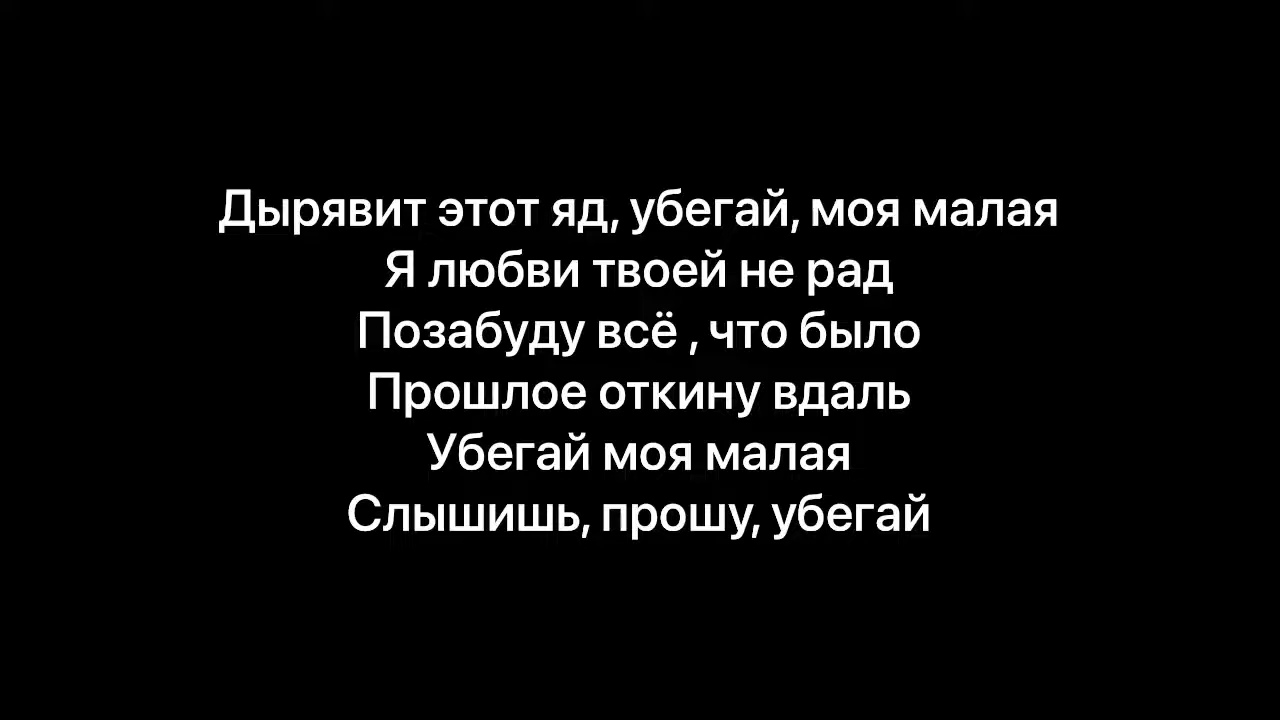 Дырявит этот яд, убегай, моя малая
Я любви твоей не рад
Позабуду всё , что было
Прошлое откину вдаль
Убегай моя малая
Слышишь, прошу, убегай